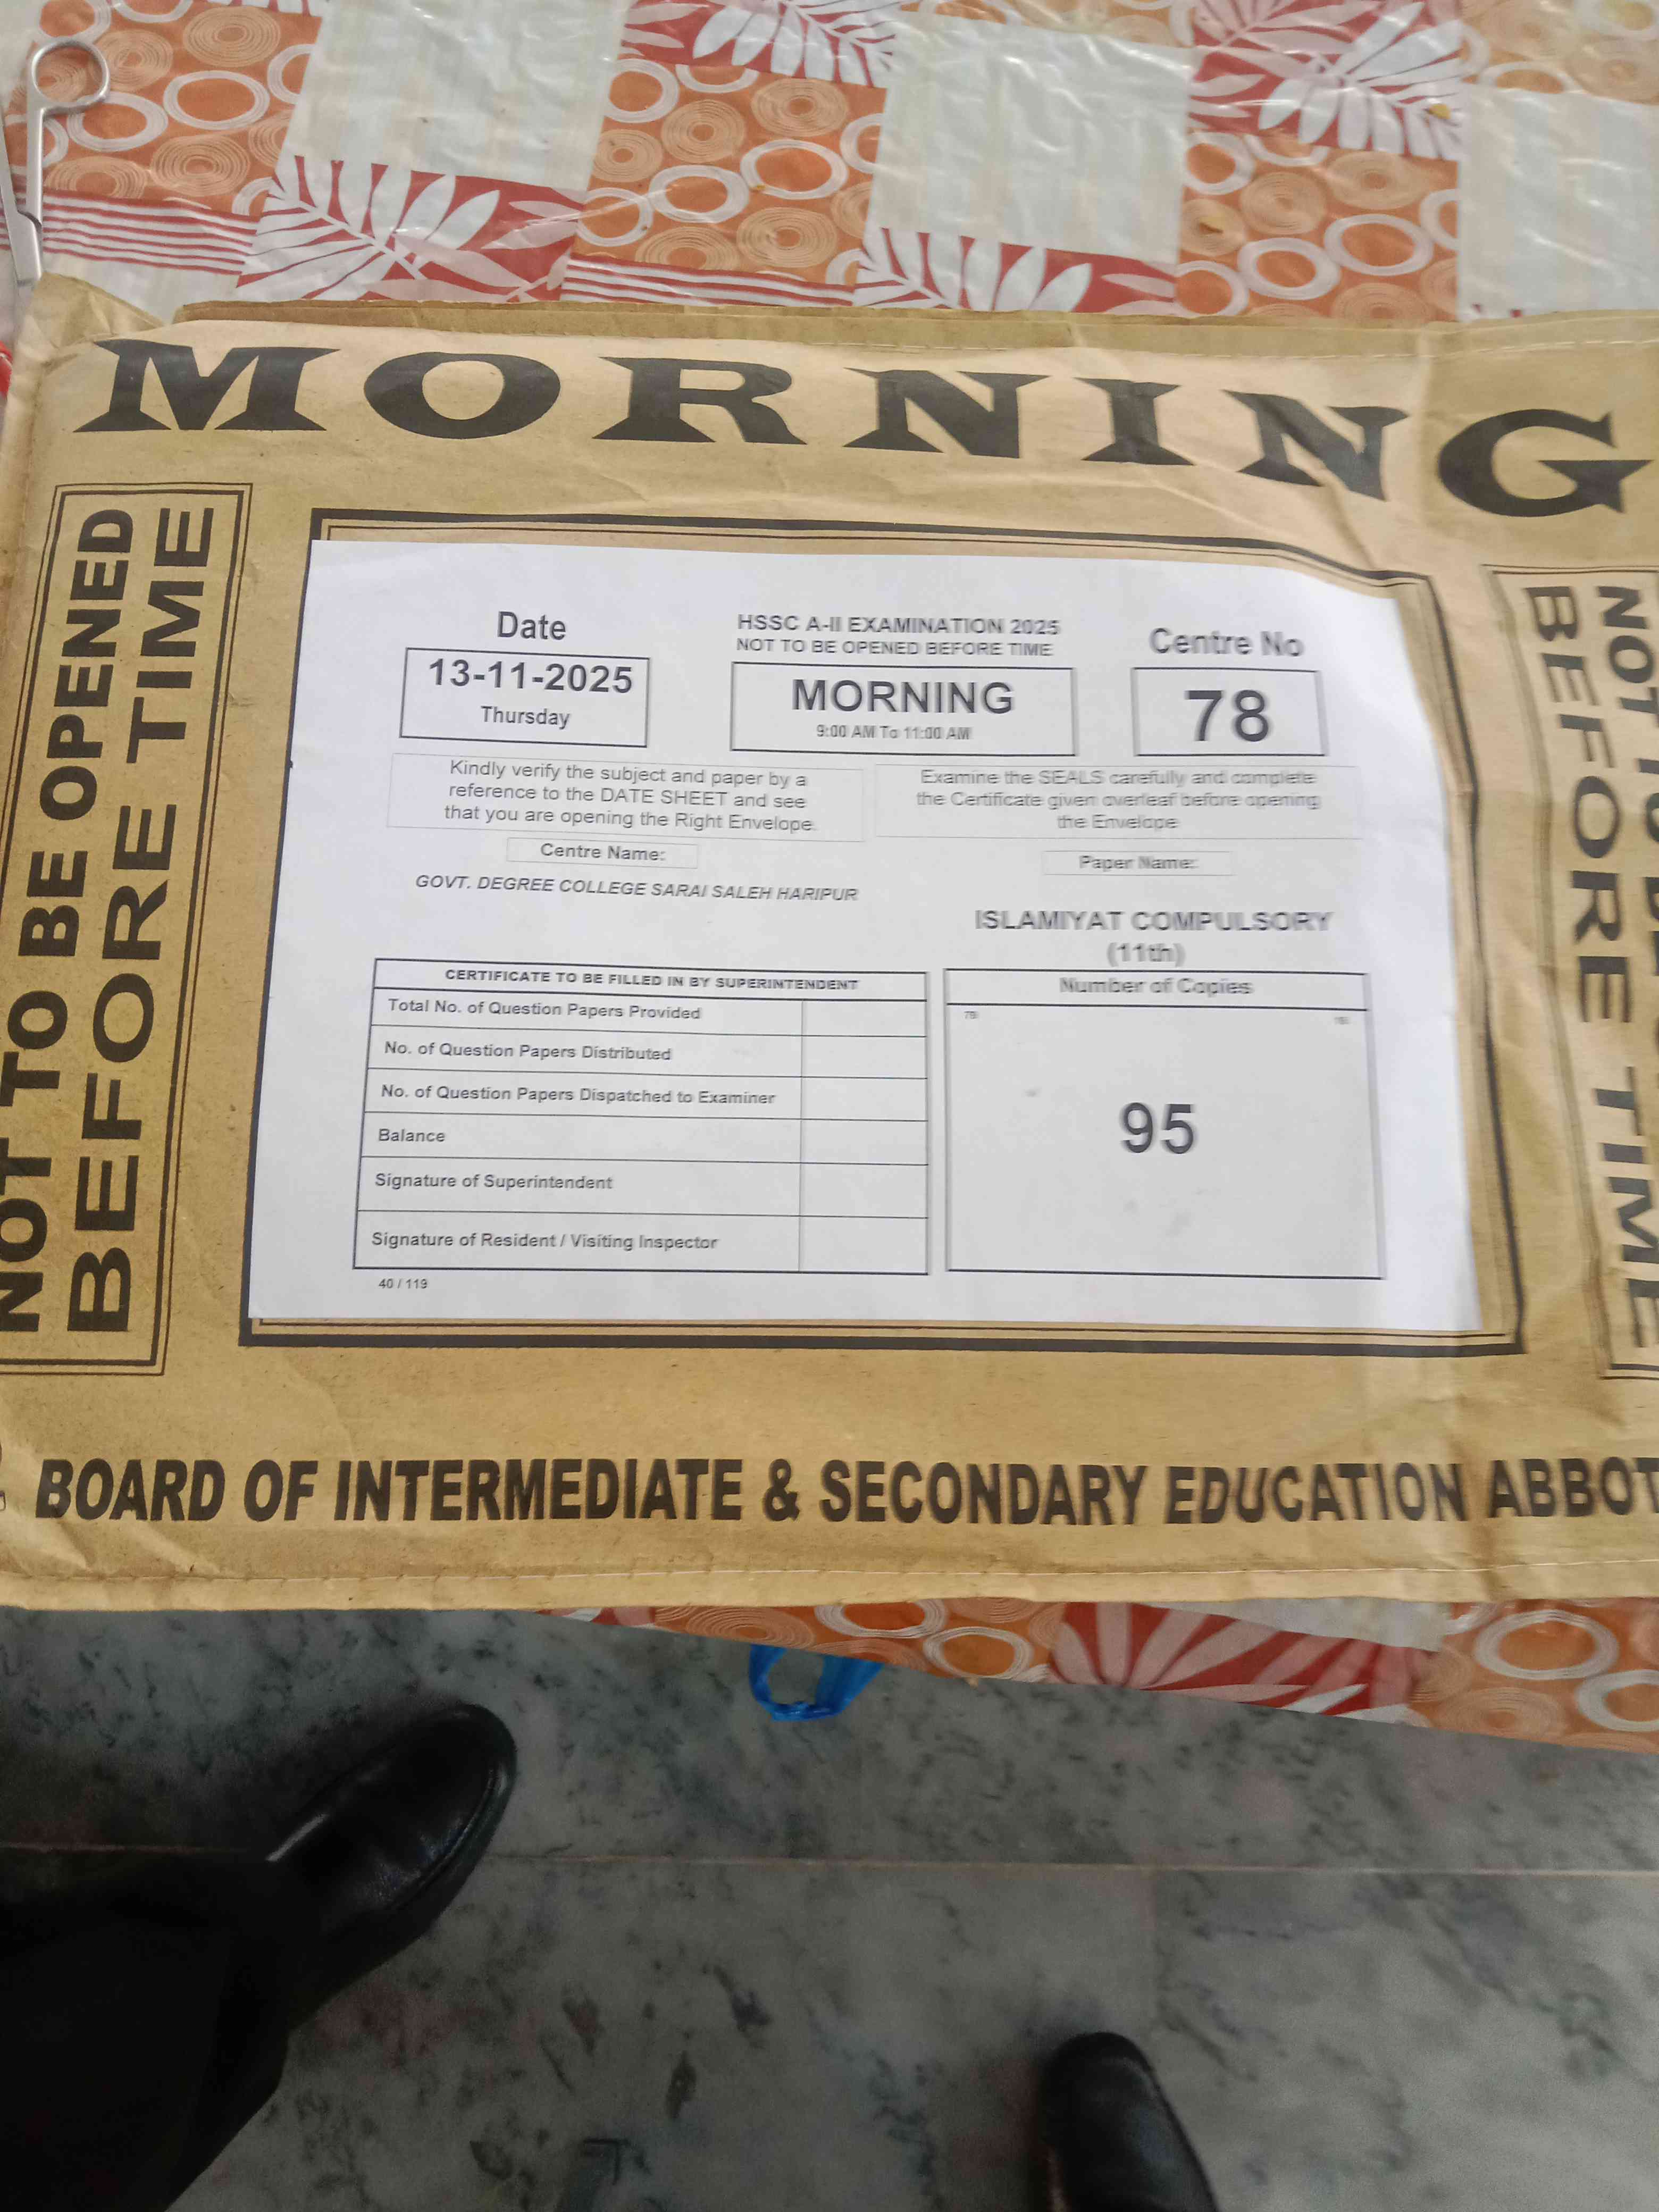 MORNING
NOT TO BE OPENED
BEFORE TIME
Date
13-11-2025
Thursday
HSSC A-II EXAMINATION 2025
NOT TO BE OPENED BEFORE TIME
MORNING
9:00 AM To 11:00 AM
Centre No
78
Kindly verify the subject and paper by a
reference to the DATE SHEET and see
that you are opening the Right Envelope.
Examine the SEALS carefully and complete
the Certificate given overleaf before opening
the Envelope
Centre Name:
GOVT. DEGREE COLLEGE SARAI SALEH HARIPUR
Paper Name:
ISLAMIYAT COMPULSORY
(11th)
CERTIFICATE TO BE FILLED IN BY SUPERINTENDENT
Total No. of Question Papers Provided
No. of Question Papers Distributed
No. of Question Papers Dispatched to Examiner
Balance
Signature of Superintendent
Signature of Resident / Visiting Inspector
40 / 119
Number of Copies
78
95
NOT TO BE
BEFORE TIME
BOARD OF INTERMEDIATE & SECONDARY EDUCATION ABBOT